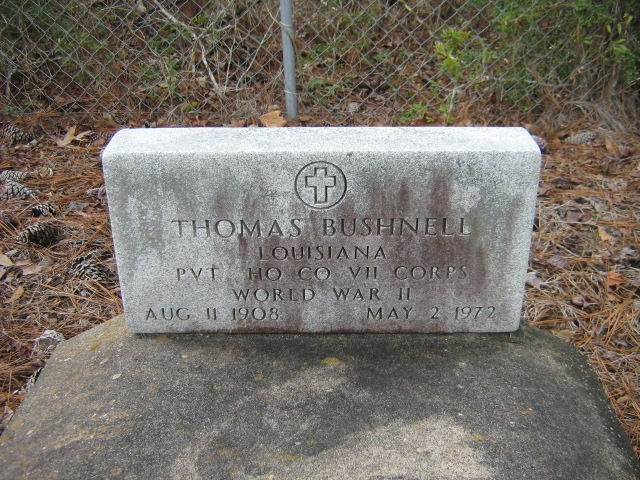 THOMAS BUSHNELL
LOUISIANA
PVT HQ CO VII CORPS
WORLD WAR II
AUG 11 1908 MAY 2 1972